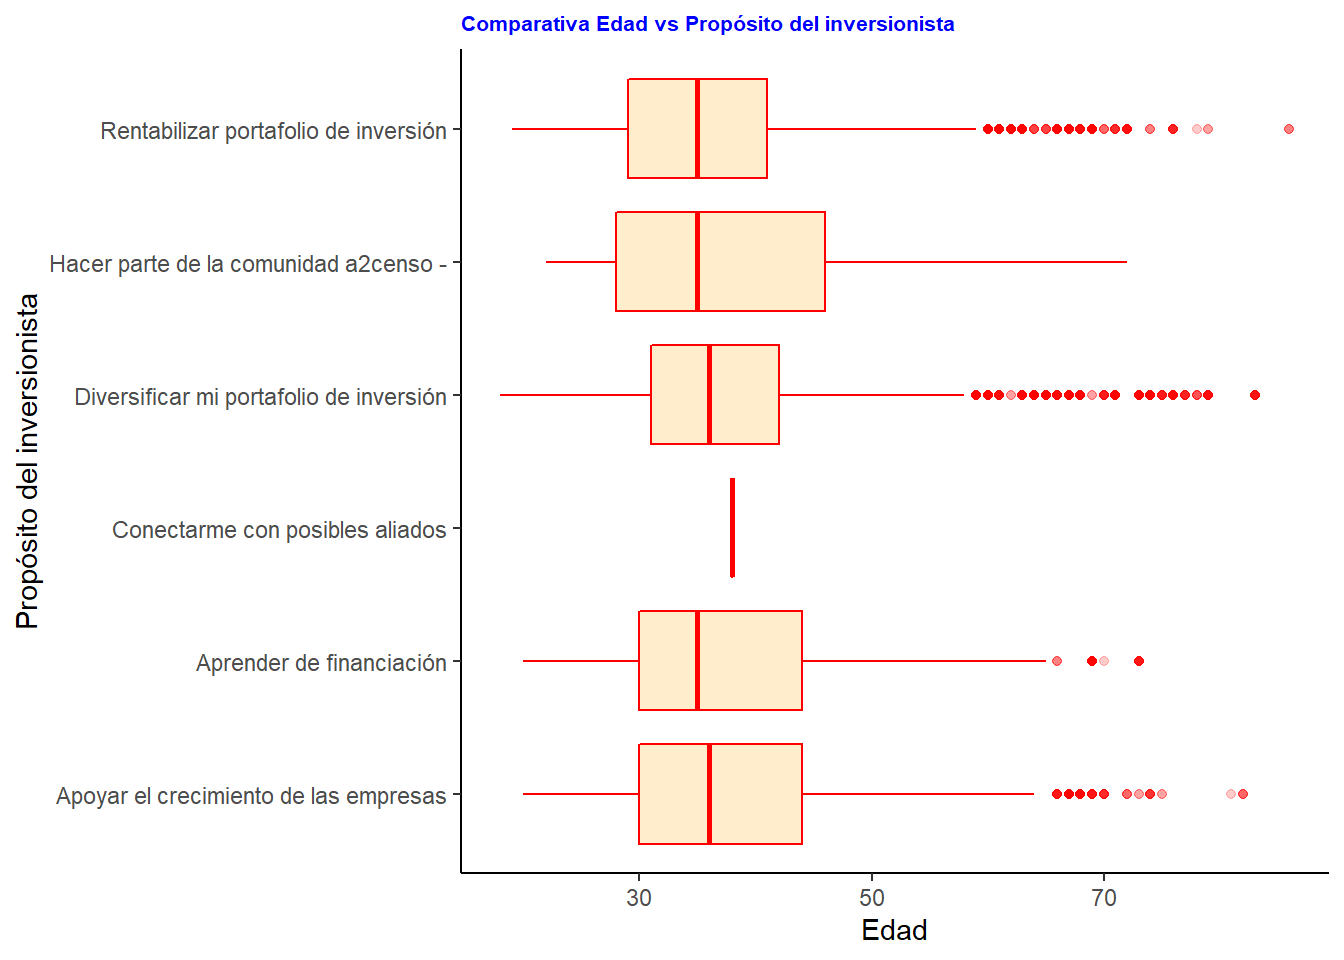 Comparativa Edad vs Propósito del inversionista
Propósito del inversionista
Rentabilizar portafolio de inversión
Hacer parte de la comunidad a2censo -
Diversificar mi portafolio de inversión
Conectarme con posibles aliados
Aprender de financiación
Apoyar el crecimiento de las empresas
30 50 70
Edad